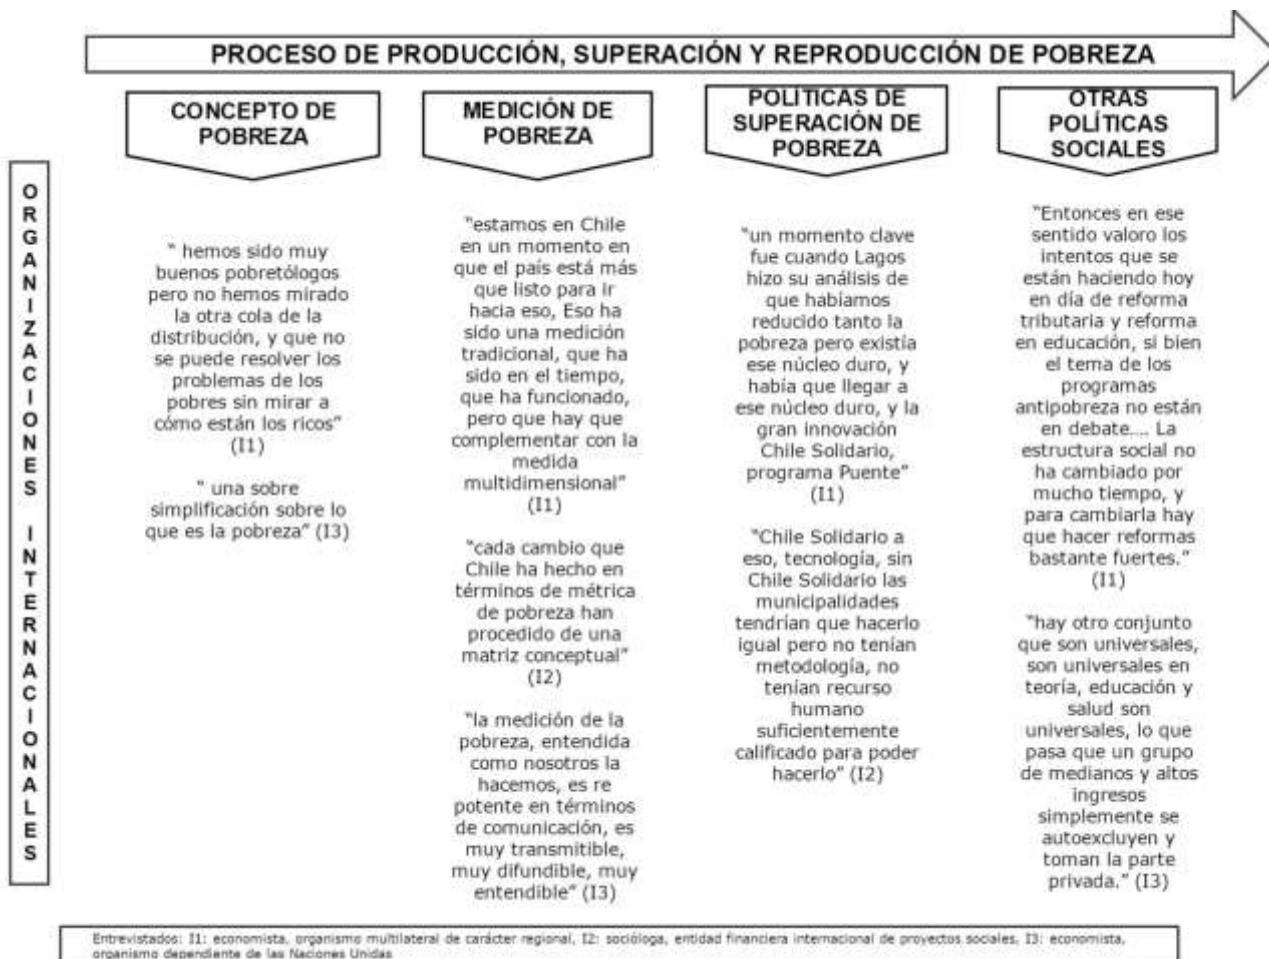 PROCESO DE PRODUCCIÓN, SUPERACIÓN Y REPRODUCCIÓN DE POBREZA
CONCEPTO DE
POBREZA
MEDICIÓN DE
POBREZA
POLÍTICAS DE
SUPERACIÓN DE
POBREZA
OTRAS
POLÍTICAS
SOCIALES
ORGANIZACIONES INTERNACIONALES
" hemos sido muy
buenos pobretólogos
pero no hemos mirado
la otra cola de la
distribución, y que no
se puede resolver los
problemas de los
pobres sin mirar a
cómo están los ricos"
(I1)
" una sobre
simplificación sobre lo
que es la pobreza" (I3)
"estamos en Chile
en un momento en
que el país está más
que listo para ir
hacia eso, Eso ha
sido una medición
tradicional, que ha
sido en el tiempo,
que ha funcionado,
pero que hay que
complementar con la
medida
multidimensional"
(I1)
"cada cambio que
Chile ha hecho en
términos de métrica
de pobreza han
procedido de una
matriz conceptual"
(I2)
"la medición de la
pobreza, entendida
como nosotros la
hacemos, es re
potente en términos
de comunicación, es
muy transmitible,
muy difundible, muy
entendible" (I3)
"un momento clave
fue cuando Lagos
hizo su análisis de
que habíamos
reducido tanto la
pobreza pero existía
ese núcleo duro, y
había que llegar a
ese núcleo duro, y la
gran innovación
Chile Solidario,
programa Puente"
(I1)
"Chile Solidario a
eso, tecnología, sin
Chile Solidario las
municipalidades
tendrían que hacerlo
igual pero no tenían
metodología, no
tenían recurso
humano
suficientemente
calificado para poder
hacerlo" (I2)
"Entonces en ese
sentido valoro los
intentos que se
están haciendo hoy
en día de reforma
tributaria y reforma
en educación, si bien
el tema de los
programas
antipobreza no están
en debate.... La
estructura social no
ha cambiado por
mucho tiempo, y
para cambiarla hay
que hacer reformas
bastante fuertes."
(I1)
"hay otro conjunto
que son universales,
son universales en
teoría, educación y
salud son
universales, lo que
pasa que un grupo
de medianos y altos
ingresos
simplemente se
autoexcluyen y
toman la parte
privada." (I3)
Entrevistados: I1: economista, organismo multilateral de carácter regional, I2: socióloga, entidad financiera internacional de proyectos sociales, I3: economista,
organismo dependiente de las Naciones Unidas